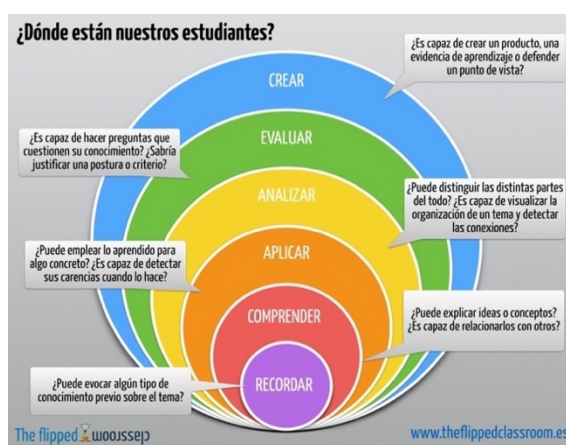 ¿Dónde están nuestros estudiantes?
¿Es capaz de crear un producto, una
evidencia de aprendizaje o defender
un punto de vista?
CREAR
¿Es capaz de hacer preguntas que
cuestionen su conocimiento? ¿Sabría
justificar una postura o criterio?
EVALUAR
ANALIZAR
¿Puede distinguir las distintas partes
del todo? ¿Es capaz de visualizar la
organización de un tema y detectar
las conexiones?
¿Puede emplear lo aprendido para
algo concreto? ¿Es capaz de detectar
sus carencias cuando lo hace?
APLICAR
COMPRENDER
¿Puede explicar ideas o conceptos?
¿Es capaz de relacionarlos con otros?
¿Puede evocar algún tipo de
conocimiento previo sobre el tema?
RECORDAR
The flipped classroom
www.theflippedclassroom.es